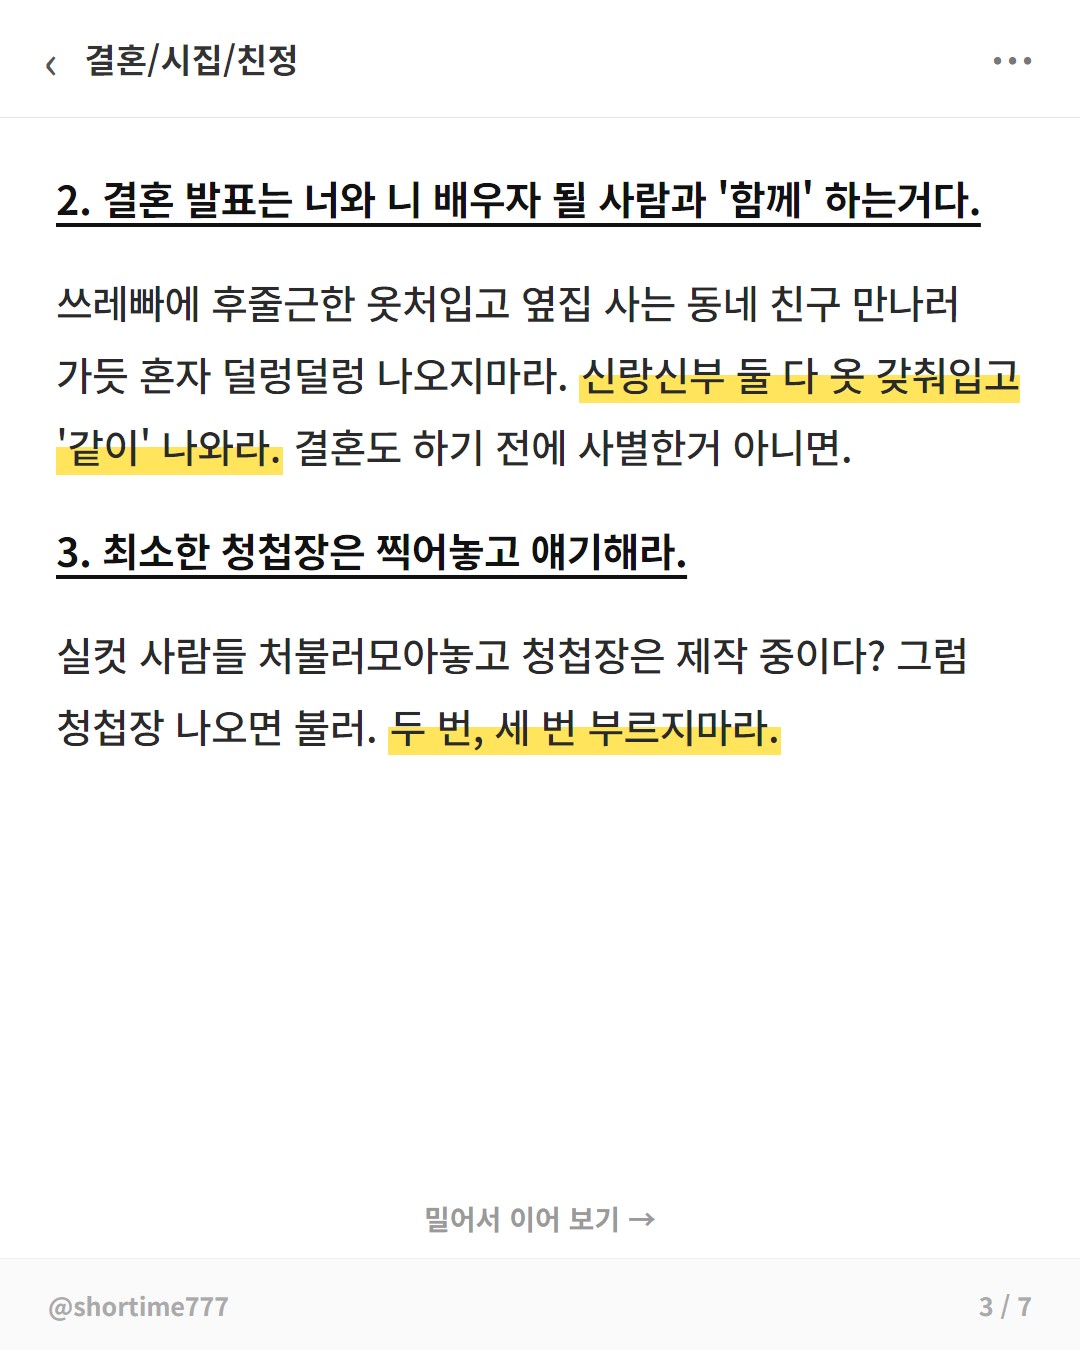 ‹ 결혼/시집/친정 •••
2. 결혼 발표는 너와 니 배우자 될 사람과 '함께' 하는거다.
쓰레빠에 후줄근한 옷처입고 옆집 사는 동네 친구 만나러
가듯 혼자 덜렁덜렁 나오지마라. 신랑신부 둘 다 옷 갖춰입고
'같이' 나와라. 결혼도 하기 전에 사별한거 아니면.
3. 최소한 청첩장은 찍어놓고 얘기해라.
실컷 사람들 처불러모아놓고 청첩장은 제작 중이다? 그럼
청첩장 나오면 불러. 두 번, 세 번 부르지마라.
밀어서 이어 보기 →
@shortime777 3 / 7